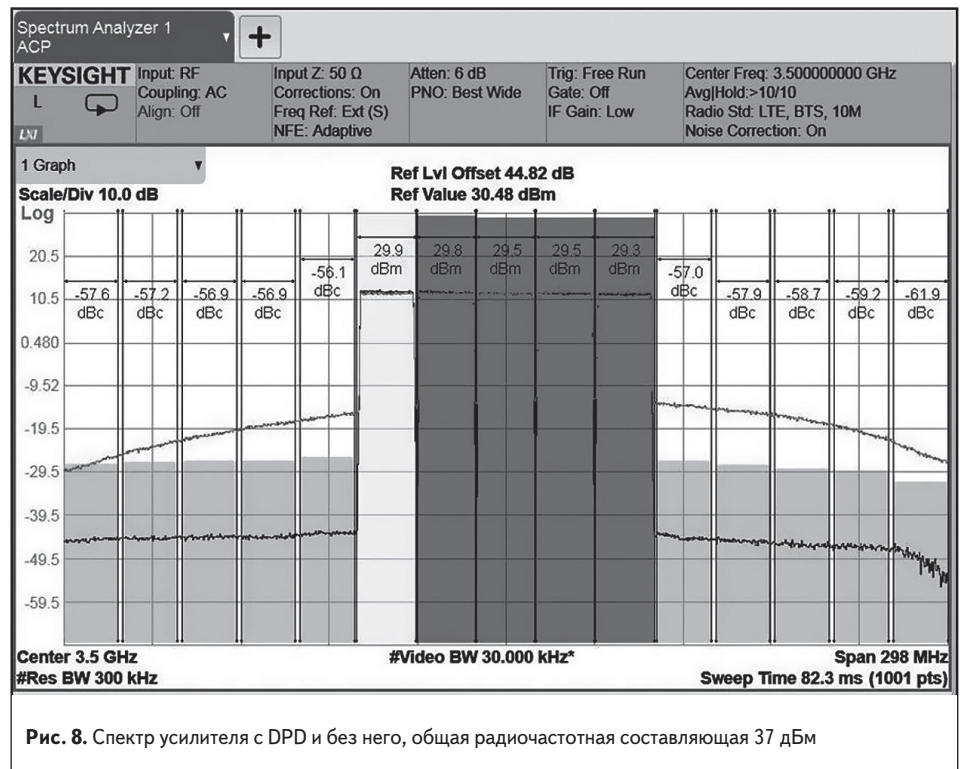 Spectrum Analyzer 1
ACP
+
KEYSIGHT
L
LXI
Input: RF
Coupling: AC
Align: Off
Input Z: 50 Ω
Corrections: On
Freq Ref: Ext (S)
NFE: Adaptive
Atten: 6 dB
PNO: Best Wide
Trig: Free Run
Gate: Off
IF Gain: Low
Center Freq: 3.500000000 GHz
Avg|Hold:>10/10
Radio Std: LTE, BTS, 10M
Noise Correction: On
1 Graph
Scale/Div 10.0 dB
Ref Lvl Offset 44.82 dB
Ref Value 30.48 dBm
Log
20.5
10.5
0.480
-9.52
-19.5
-29.5
-39.5
-49.5
-59.5
-57.6 dBc
-57.2 dBc
-56.9 dBc
-56.9 dBc
-56.1 dBc
29.9 dBm
29.8 dBm
29.5 dBm
29.5 dBm
29.3 dBm
-57.0 dBc
-57.9 dBc
-58.7 dBc
-59.2 dBc
-61.9 dBc
Center 3.5 GHz
#Video BW 30.000 kHz*
Span 298 MHz
#Res BW 300 kHz
Sweep Time 82.3 ms (1001 pts)
Рис. 8. Спектр усилителя с DPD и без него, общая радиочастотная составляющая 37 дБм